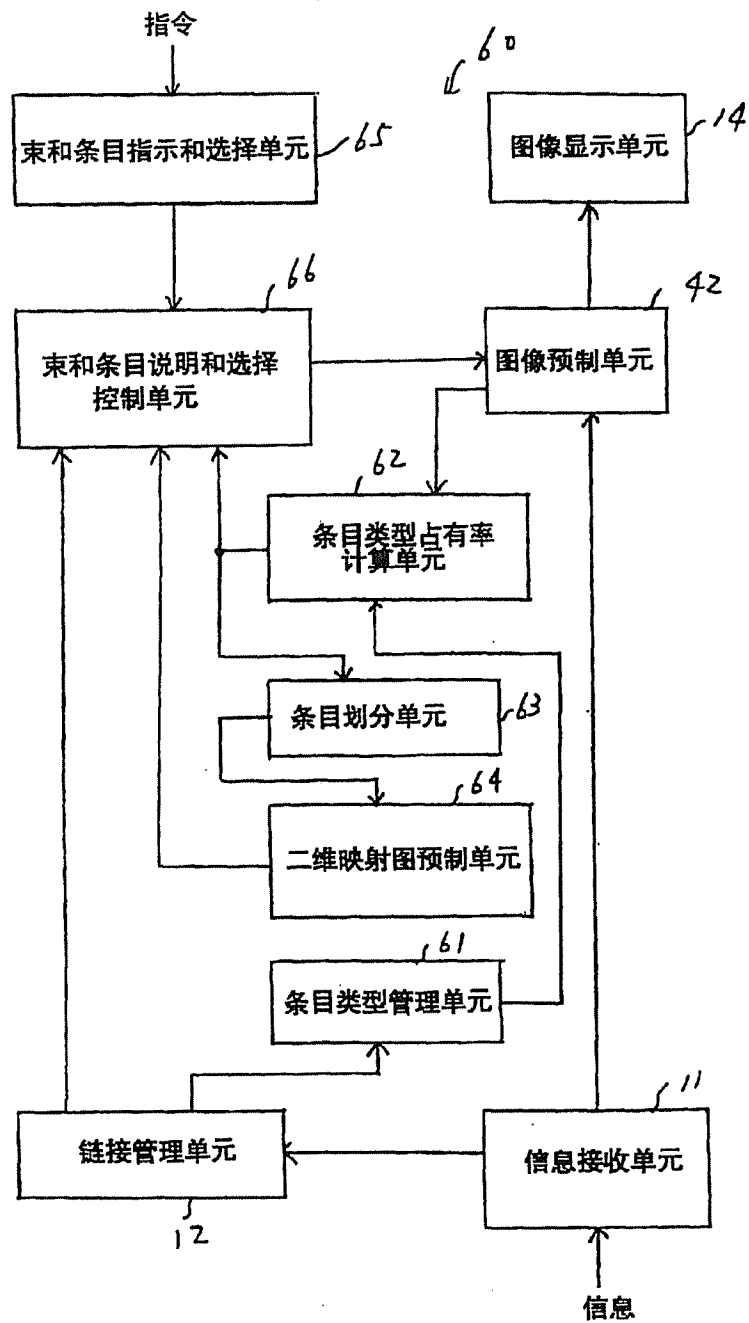 指令
60
束和条目指示和选择单元
65
图像显示单元
14
66
束和条目说明和选择
控制单元
42
图像预制单元
62
条目类型占有率
计算单元
条目划分单元
63
64
二维映射图预制单元
61
条目类型管理单元
链接管理单元
12
11
信息接收单元
信息